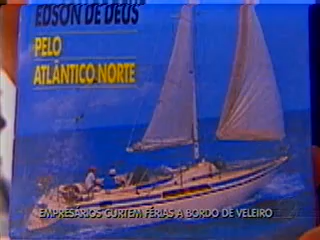 EDSON DE DEUS
PELO
ATLÂNTICO NORTE
EMPRESÁRIOS CURTEM FÉRIAS A BORDO DE VELEIRO